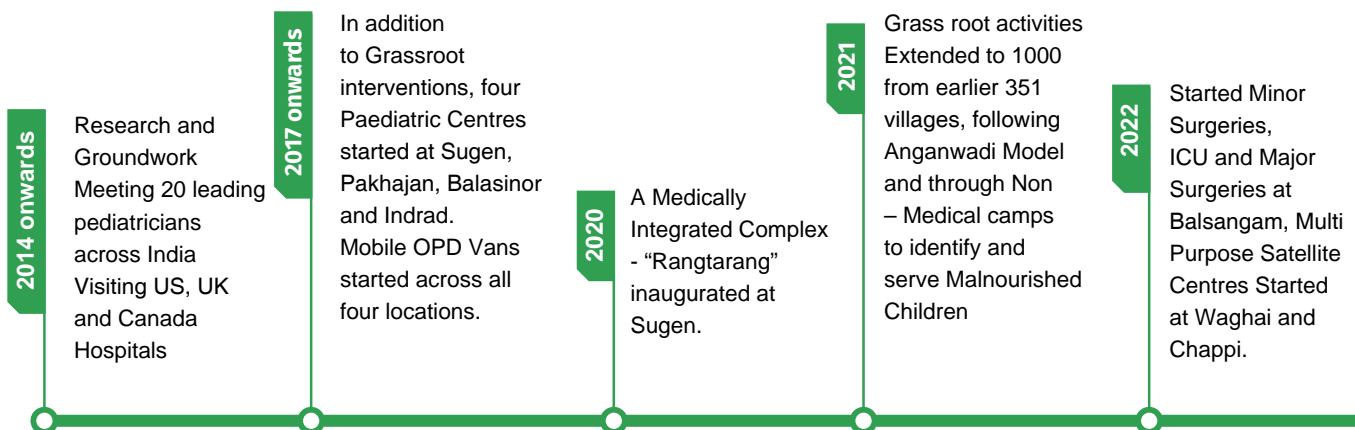 2014 onwards
Research and
Groundwork
Meeting 20 leading
pediatricians
across India
Visiting US, UK
and Canada
Hospitals
2017 onwards
In addition
to Grassroot
interventions, four
Paediatric Centres
started at Sugen,
Pakhajan, Balasinor
and Indrad.
Mobile OPD Vans
started across all
four locations.
2020
A Medically
Integrated Complex
- “Rangtarang”
inaugurated at
Sugen.
2021
Grass root activities
Extended to 1000
from earlier 351
villages, following
Anganwadi Model
and through Non
– Medical camps
to identify and
serve Malnourished
Children
2022
Started Minor
Surgeries,
ICU and Major
Surgeries at
Balsangam, Multi
Purpose Satellite
Centres Started
at Waghai and
Chappi.